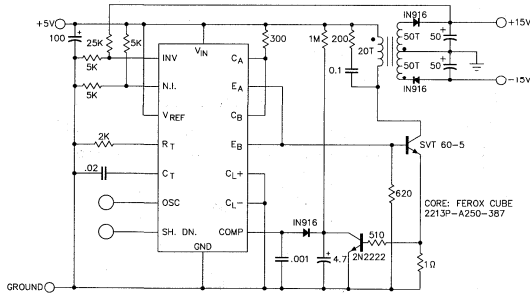 +5V
100
25K
5K
5K
5K
2K
.02
INV
N.I.
VREF
RT
CT
OSC
SH. DN.
VIN
CA
EA
CB
EB
CL+
CL−
COMP
GND
300
1M
200
0.1
20T
50T
50T
IN916
IN916
50
50
+15V
−15V
SVT 60-5
620
CORE: FEROX CUBE
2213P-A250-387
IN916
510
2N2222
.001
4.7
1Ω
GROUND